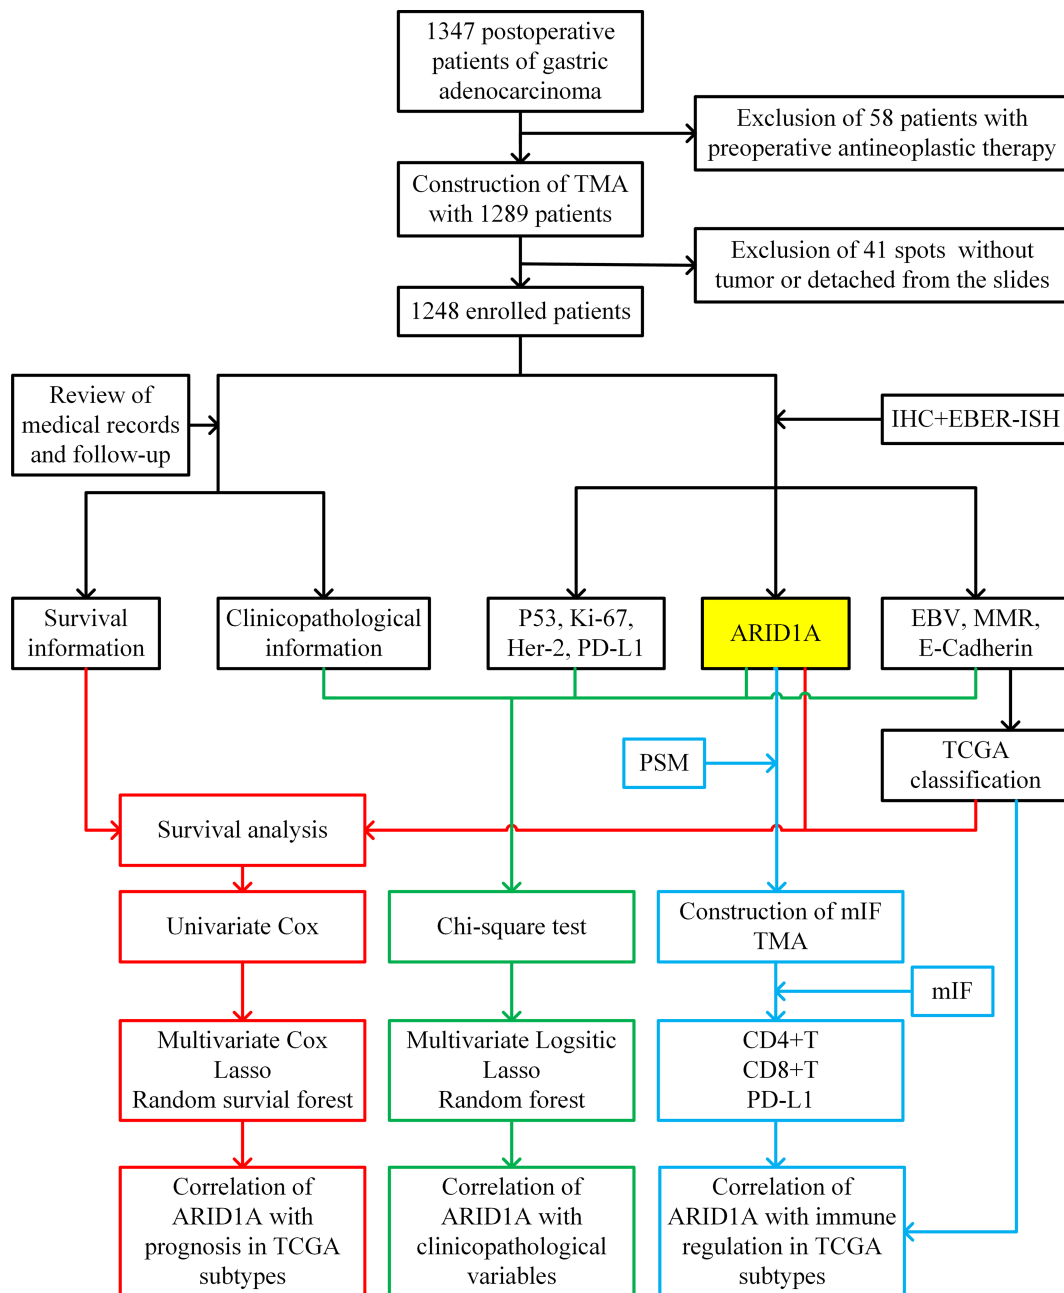 1347 postoperative
patients of gastric
adenocarcinoma
Exclusion of 58 patients with
preoperative antineoplastic therapy
Construction of TMA
with 1289 patients
Exclusion of 41 spots without
tumor or detached from the slides
1248 enrolled patients
Review of
medical records
and follow-up
IHC+EBER-ISH
Survival
information
Clinicopathological
information
P53, Ki-67,
Her-2, PD-L1
ARID1A
EBV, MMR,
E-Cadherin
PSM
TCGA
classification
Survival analysis
Univariate Cox
Chi-square test
Construction of mIF
TMA
mIF
Multivariate Cox
Lasso
Random survial forest
Multivariate Logsitic
Lasso
Random forest
CD4+T
CD8+T
PD-L1
Correlation of
ARID1A with
prognosis in TCGA
subtypes
Correlation of
ARID1A with
clinicopathological
variables
Correlation of
ARID1A with immune
regulation in TCGA
subtypes